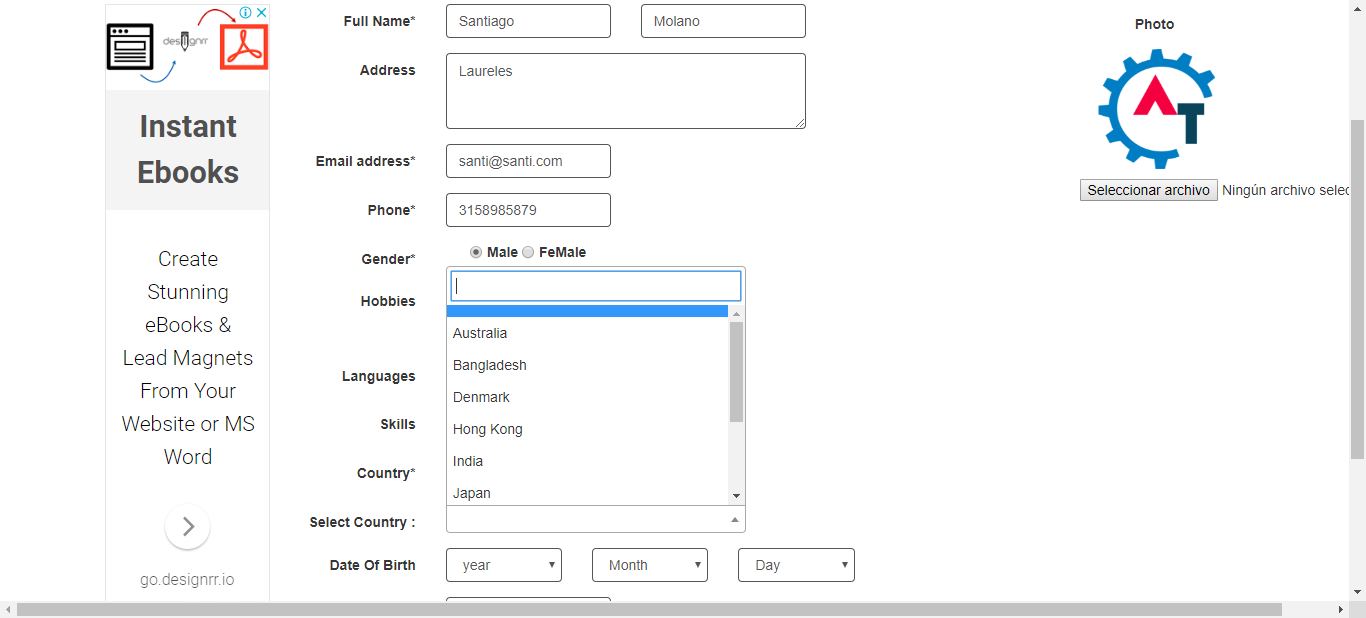 designrr
Instant
Ebooks
Create
Stunning
eBooks &
Lead Magnets
From Your
Website or MS
Word
go.designrr.io
Full Name* Santiago Molano
Address Laureles
Email address* santi@santi.com
Phone* 3158985879
Gender* Male FeMale
Hobbies
Australia
Bangladesh
Languages
Denmark
Skills
Hong Kong
India
Country*
Japan
Select Country :
Date Of Birth year Month Day
Photo
AT
Seleccionar archivo Ningún archivo selec